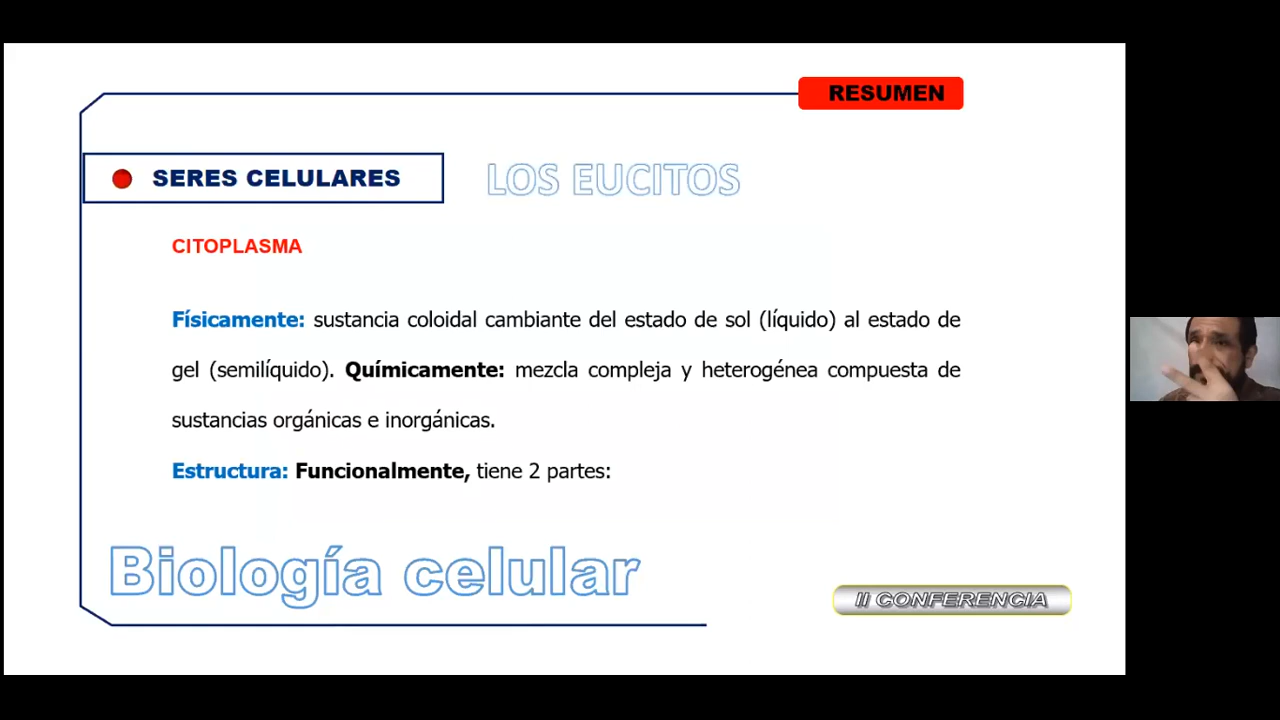 RESUMEN
SERES CELULARES
LOS EUCITOS
CITOPLASMA
Físicamente: sustancia coloidal cambiante del estado de sol (líquido) al estado de
gel (semilíquido). Químicamente: mezcla compleja y heterogénea compuesta de
sustancias orgánicas e inorgánicas.
Estructura: Funcionalmente, tiene 2 partes:
Biología celular
II CONFERENCIA